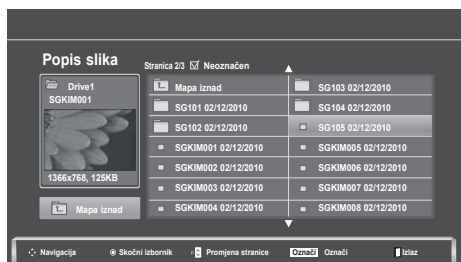 Popis slika
Stranica 2/3 Neoznačen
Drive1
SGKIM001
1366x768, 125KB
Mapa iznad
Mapa iznad
SG101 02/12/2010
SG102 02/12/2010
SGKIM001 02/12/2010
SGKIM002 02/12/2010
SGKIM003 02/12/2010
SGKIM004 02/12/2010
SG103 02/12/2010
SG104 02/12/2010
SG105 02/12/2010
SGKIM005 02/12/2010
SGKIM006 02/12/2010
SGKIM007 02/12/2010
SGKIM008 02/12/2010
Navigacija Skočni izbornik P Promjena stranice Označi Označi Izlaz